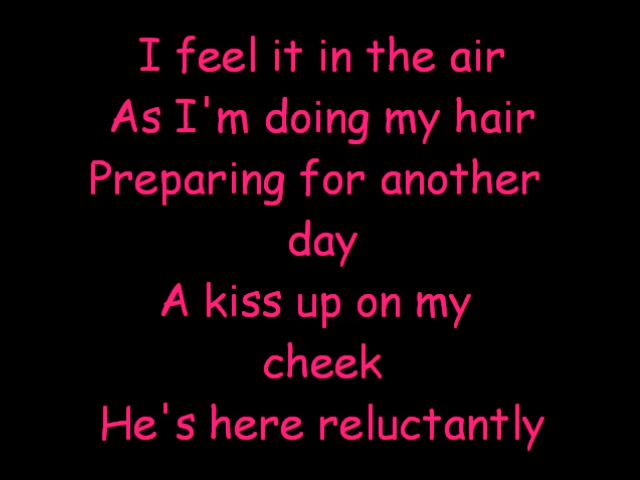 I feel it in the air
As I'm doing my hair
Preparing for another
day
A kiss up on my
cheek
He's here reluctantly